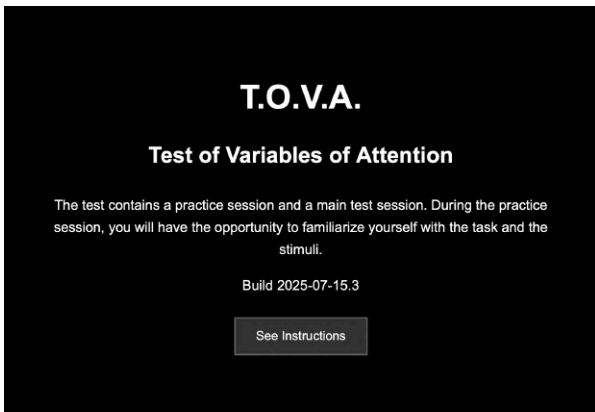 T.O.V.A.
Test of Variables of Attention
The test contains a practice session and a main test session. During the practice
session, you will have the opportunity to familiarize yourself with the task and the
stimuli.
Build 2025-07-15.3
See Instructions